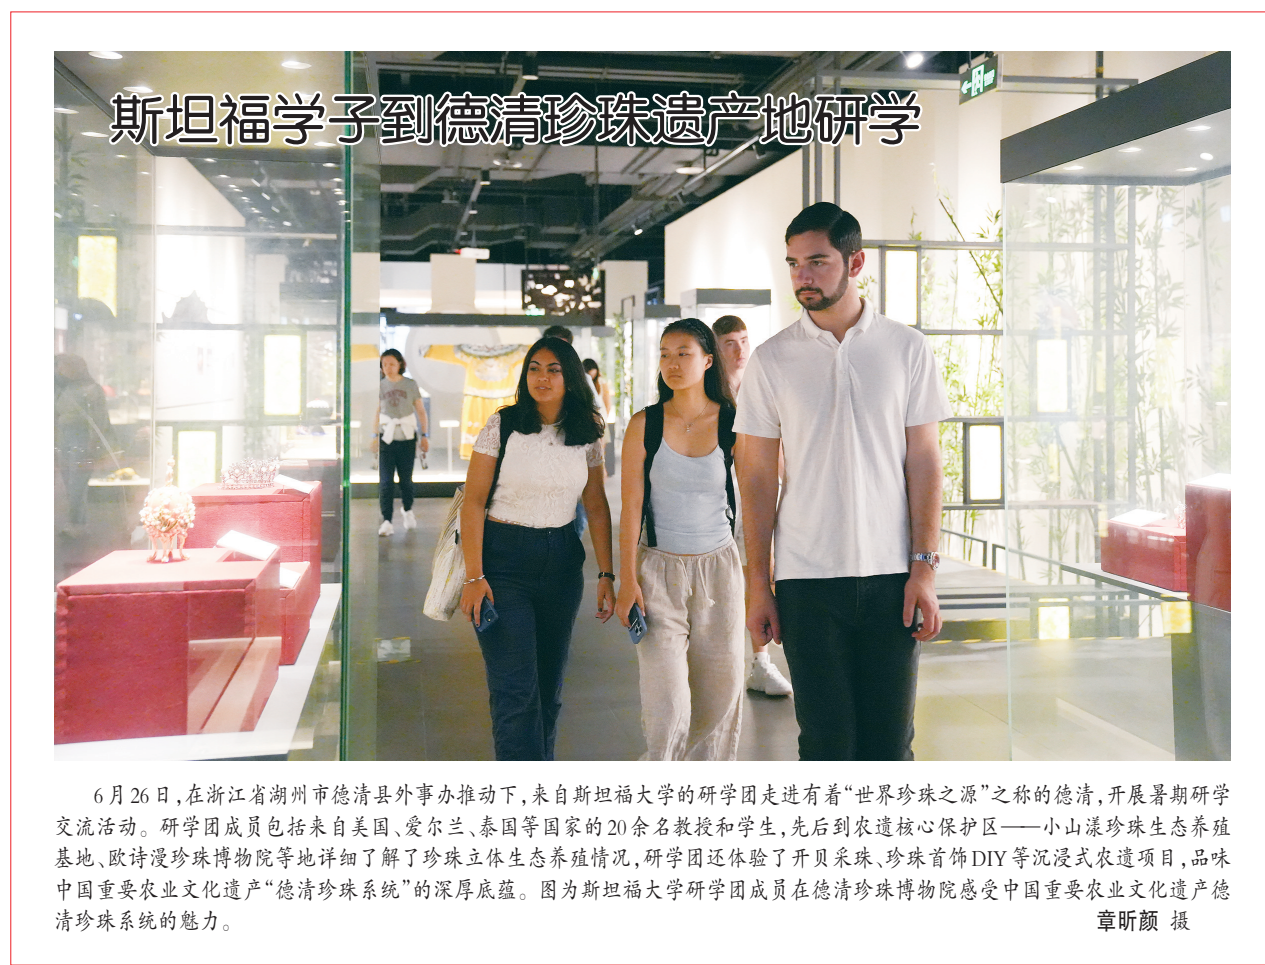 斯坦福学子到德清珍珠遗产地研学
6月26日,在浙江省湖州市德清县外事办推动下,来自斯坦福大学的研学团走进有着“世界珍珠之源”之称的德清,开展暑期研学
交流活动。研学团成员包括来自美国、爱尔兰、泰国等国家的20余名教授和学生,先后到农遗核心保护区——小山漾珍珠生态养殖
基地、欧诗漫珍珠博物院等地详细了解了珍珠立体生态养殖情况,研学团还体验了开贝采珠、珍珠首饰DIY等沉浸式农遗项目,品味
中国重要农业文化遗产“德清珍珠系统”的深厚底蕴。图为斯坦福大学研学团成员在德清珍珠博物院感受中国重要农业文化遗产德
清珍珠系统的魅力。
章昕颜 摄